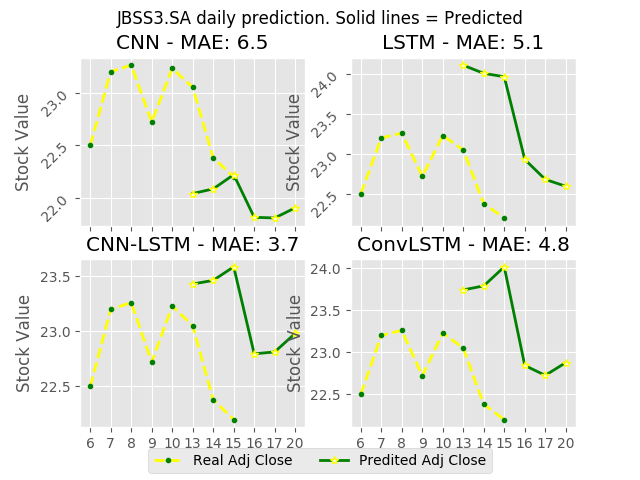 JBSS3.SA daily prediction. Solid lines = Predicted
CNN - MAE: 6.5
LSTM - MAE: 5.1
Stock Value
23.0
22.5
22.0
Stock Value
24.0
23.5
23.0
22.5
CNN-LSTM - MAE: 3.7
ConvLSTM - MAE: 4.8
Stock Value
23.5
23.0
22.5
6 7 8 9 10 13 14 15 16 17 20
Stock Value
24.0
23.5
23.0
22.5
6 7 8 9 10 13 14 15 16 17 20
Real Adj Close
Predited Adj Close